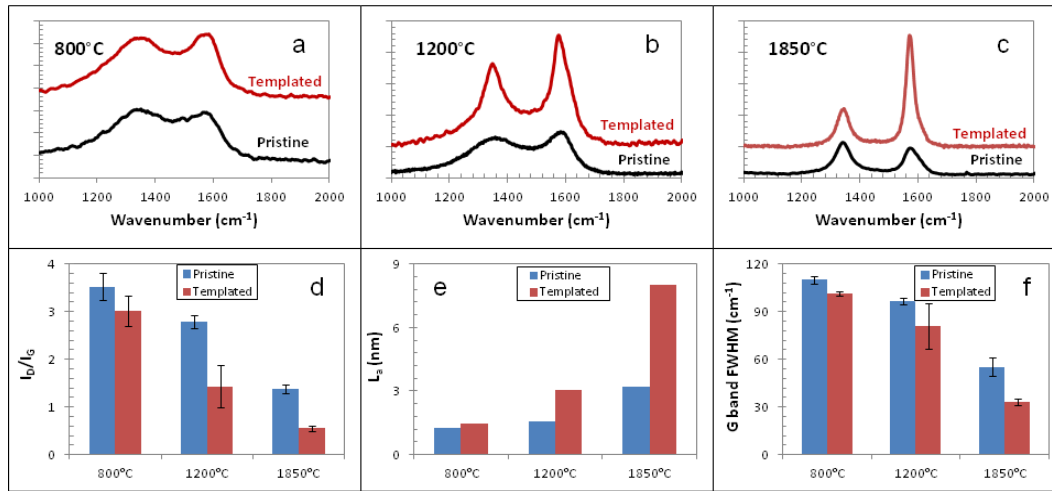 800°C
a
Templated
Pristine
1000 1200 1400 1600 1800 2000
Wavenumber (cm⁻¹)
1200°C
b
Templated
Pristine
1000 1200 1400 1600 1800 2000
Wavenumber (cm⁻¹)
1850°C
c
Templated
Pristine
1000 1200 1400 1600 1800 2000
Wavenumber (cm⁻¹)
4
3
2
1
0
I_D/I_G
Pristine
Templated
d
800°C 1200°C 1850°C
9
6
3
0
Lₐ (nm)
Pristine
Templated
e
800°C 1200°C 1850°C
120
90
60
30
0
G band FWHM (cm⁻¹)
Pristine
Templated
f
800°C 1200°C 1850°C